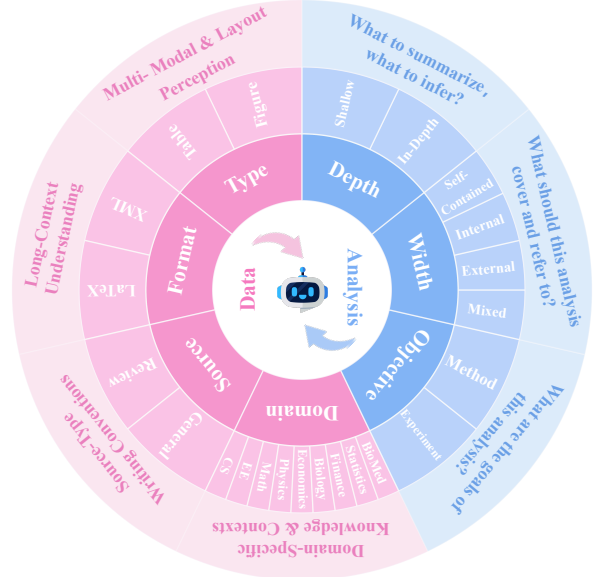 Multi- Modal & Layout
Perception
What to summarize,
what to infer?
What should this analysis
cover and refer to?
What are the goals of
this analysis?
Domain-Specific
Knowledge & Contexts
Source-Type
Writing Conventions
Long-Context
Understanding
Figure
Table
XML
LaTeX
Review
General
CS
EE
Math
Physics
Economics
Biology
Finance
Statistics
BioMed
Shallow
In-Depth
Self-
Contained
Internal
External
Mixed
Method
Experiment
Type
Format
Source
Domain
Depth
Width
Objective
Data
Analysis